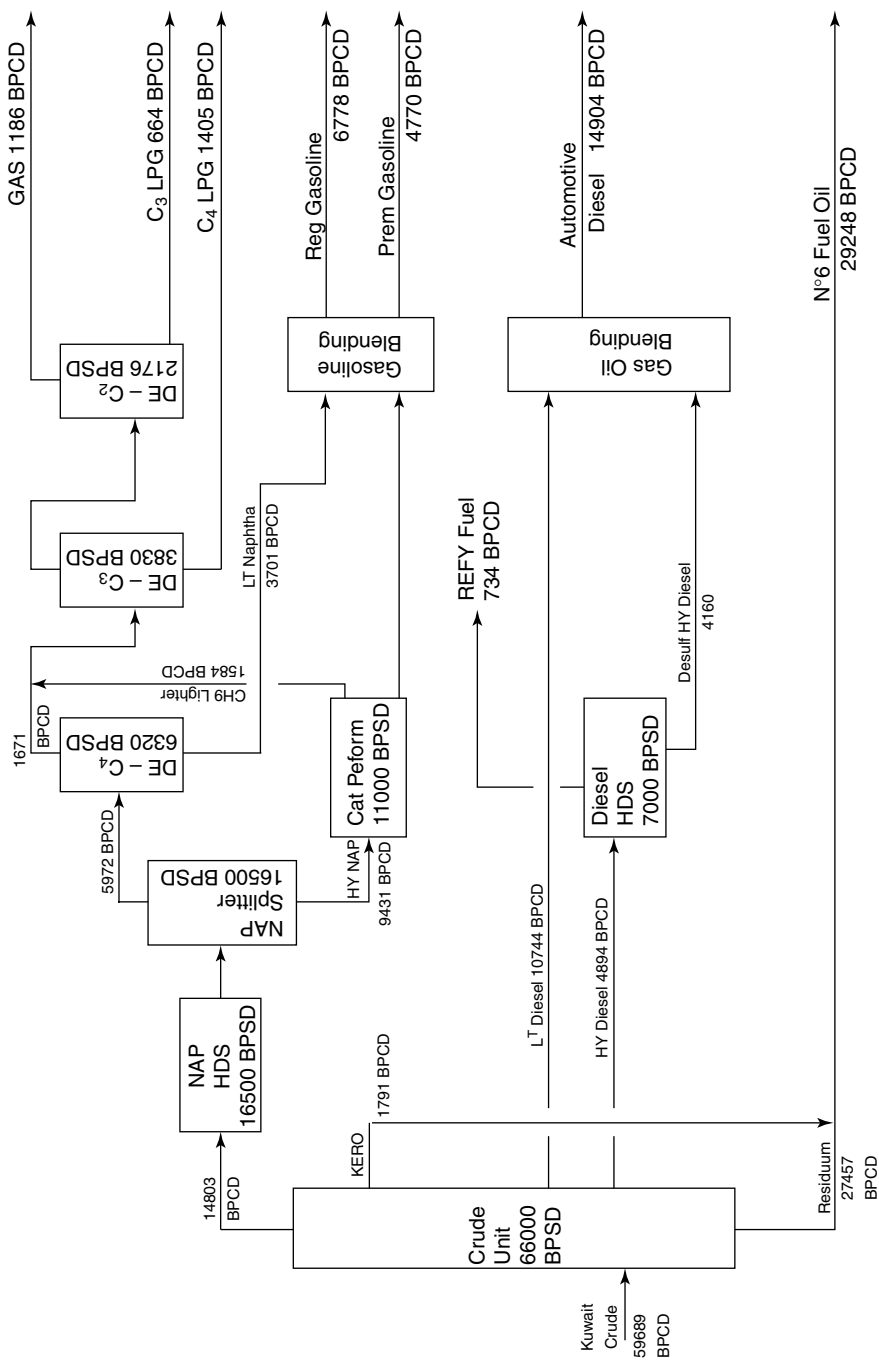 GAS 1186 BPCD
C₃ LPG 664 BPCD
C₄ LPG 1405 BPCD
Reg Gasoline
6778 BPCD
Prem Gasoline
4770 BPCD
Automotive
Diesel 14904 BPCD
N°6 Fuel Oil
29248 BPCD
DE – C₂
2176 BPSD
Gasoline
Blending
Gas Oil
Blending
DE – C₃
3830 BPSD
LT Naphtha
3701 BPCD
REFY Fuel
734 BPCD
Desulf HY Diesel
4160
1671
BPCD
DE – C₄
6320 BPSD
CH9 Lighter
1584 BPCD
Cat Peform
11000 BPSD
Diesel
HDS
7000 BPSD
5972 BPCD
NAP
Splitter
16500 BPSD
HY NAP
9431 BPCD
Lᵀ Diesel 10744 BPCD
HY Diesel 4894 BPCD
NAP
HDS
16500 BPSD
14803
BPCD
KERO
1791 BPCD
Crude
Unit
66000
BPSD
Residuum
27457
BPCD
Kuwait
Crude
59689
BPCD